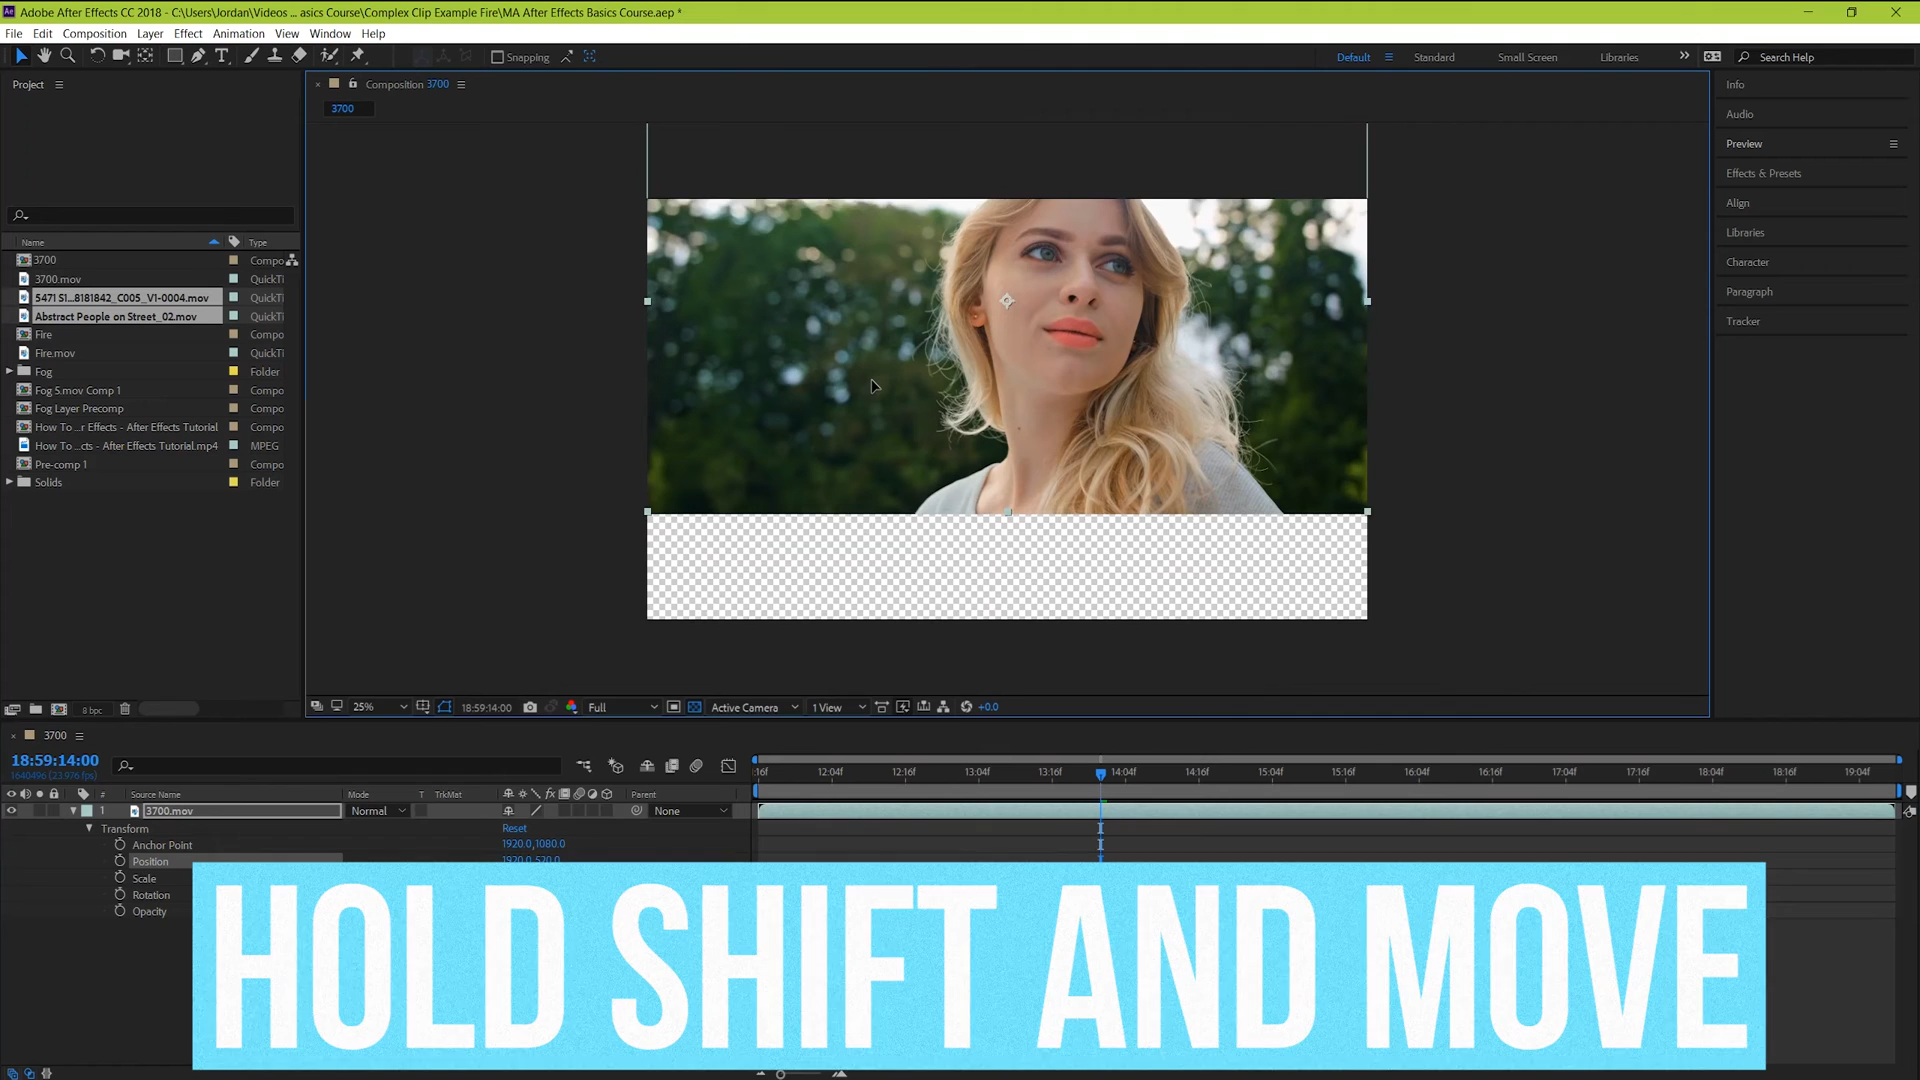 Adobe After Effects CC 2018 - C:\Users\Jordan\Videos ... asics Course\Complex Clip Example Fire\MA After Effects Basics Course.aep *
File Edit Composition Layer Effect Animation View Window Help
Snapping Default Standard Small Screen Libraries Search Help
Project
Composition 3700
3700
Info
Audio
Preview
Effects & Presets
Align
Libraries
Character
Paragraph
Tracker
Name Type
3700 Compo
3700.mov QuickTi
5471 S1...8181842_C005_V1-0004.mov QuickTi
Abstract People on Street_02.mov QuickTi
Fire Compo
Fire.mov QuickTi
Fog Folder
Fog 5.mov Comp 1 Compo
Fog Layer Precomp Compo
How To ...r Effects - After Effects Tutorial Compo
How To ...cts - After Effects Tutorial.mp4 MPEG
Pre-comp 1 Compo
Solids Folder
8 bpc
25% 18:59:14:00 Full Active Camera 1 View +0.0
3700
18:59:14:00
1640496 (23.976 fps)
:16f 12:04f 12:16f 13:04f 13:16f 14:04f 14:16f 15:04f 15:16f 16:04f 16:16f 17:04f 17:16f 18:04f 18:16f 19:04f
# Source Name Mode T TrkMat Parent
1 3700.mov Normal None
Transform Reset
Anchor Point 1920.0,1080.0
Position 1920.0,520.0
Scale
Rotation
Opacity
HOLD SHIFT AND MOVE